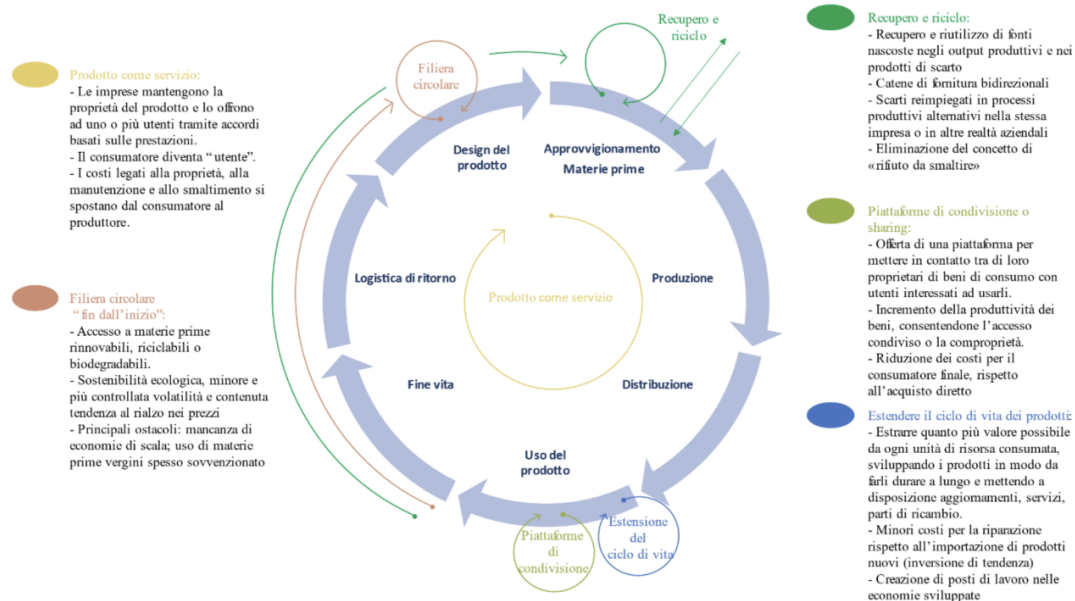 Prodotto come servizio:
- Le imprese mantengono la
proprietà del prodotto e lo offrono
ad uno o più utenti tramite accordi
basati sulle prestazioni.
- Il consumatore diventa “ utente”.
- I costi legati alla proprietà, alla
manutenzione e allo smaltimento si
spostano dal consumatore al
produttore.
Filiera circolare
“fin dall’inizio”:
- Accesso a materie prime
rinnovabili, riciclabili o
biodegradabili.
- Sostenibilità ecologica, minore e
più controllata volatilità e contenuta
tendenza al rialzo nei prezzi
- Principali ostacoli: mancanza di
economie di scala; uso di materie
prime vergini spesso sovvenzionato
Filiera
circolare
Recupero e
riciclo
Design del
prodotto
Approvvigionamento
Materie prime
Logistica di ritorno
Prodotto come servizio
Produzione
Fine vita
Distribuzione
Uso del
prodotto
Piattaforme
di
condivisione
Estensione
del
ciclo di vita
Recupero e riciclo:
- Recupero e riutilizzo di fonti
nascoste negli output produttivi e nei
prodotti di scarto
- Catene di fornitura bidirezionali
- Scarti reimpiegati in processi
produttivi alternativi nella stessa
impresa o in altre realtà aziendali
- Eliminazione del concetto di
«rifiuto da smaltire»
Piattaforme di condivisione o
sharing:
- Offerta di una piattaforma per
mettere in contatto tra di loro
proprietari di beni di consumo con
utenti interessati ad usarli.
- Incremento della produttività dei
beni, consentendone l’accesso
condiviso o la comproprietà.
- Riduzione dei costi per il
consumatore finale, rispetto
all’acquisto diretto
Estendere il ciclo di vita dei prodotti:
- Estrarre quanto più valore possibile
da ogni unità di risorsa consumata,
sviluppando i prodotti in modo da
farli durare a lungo e mettendo a
disposizione aggiornamenti, servizi,
parti di ricambio.
- Minori costi per la riparazione
rispetto all’importazione di prodotti
nuovi (inversione di tendenza)
- Creazione di posti di lavoro nelle
economie sviluppate